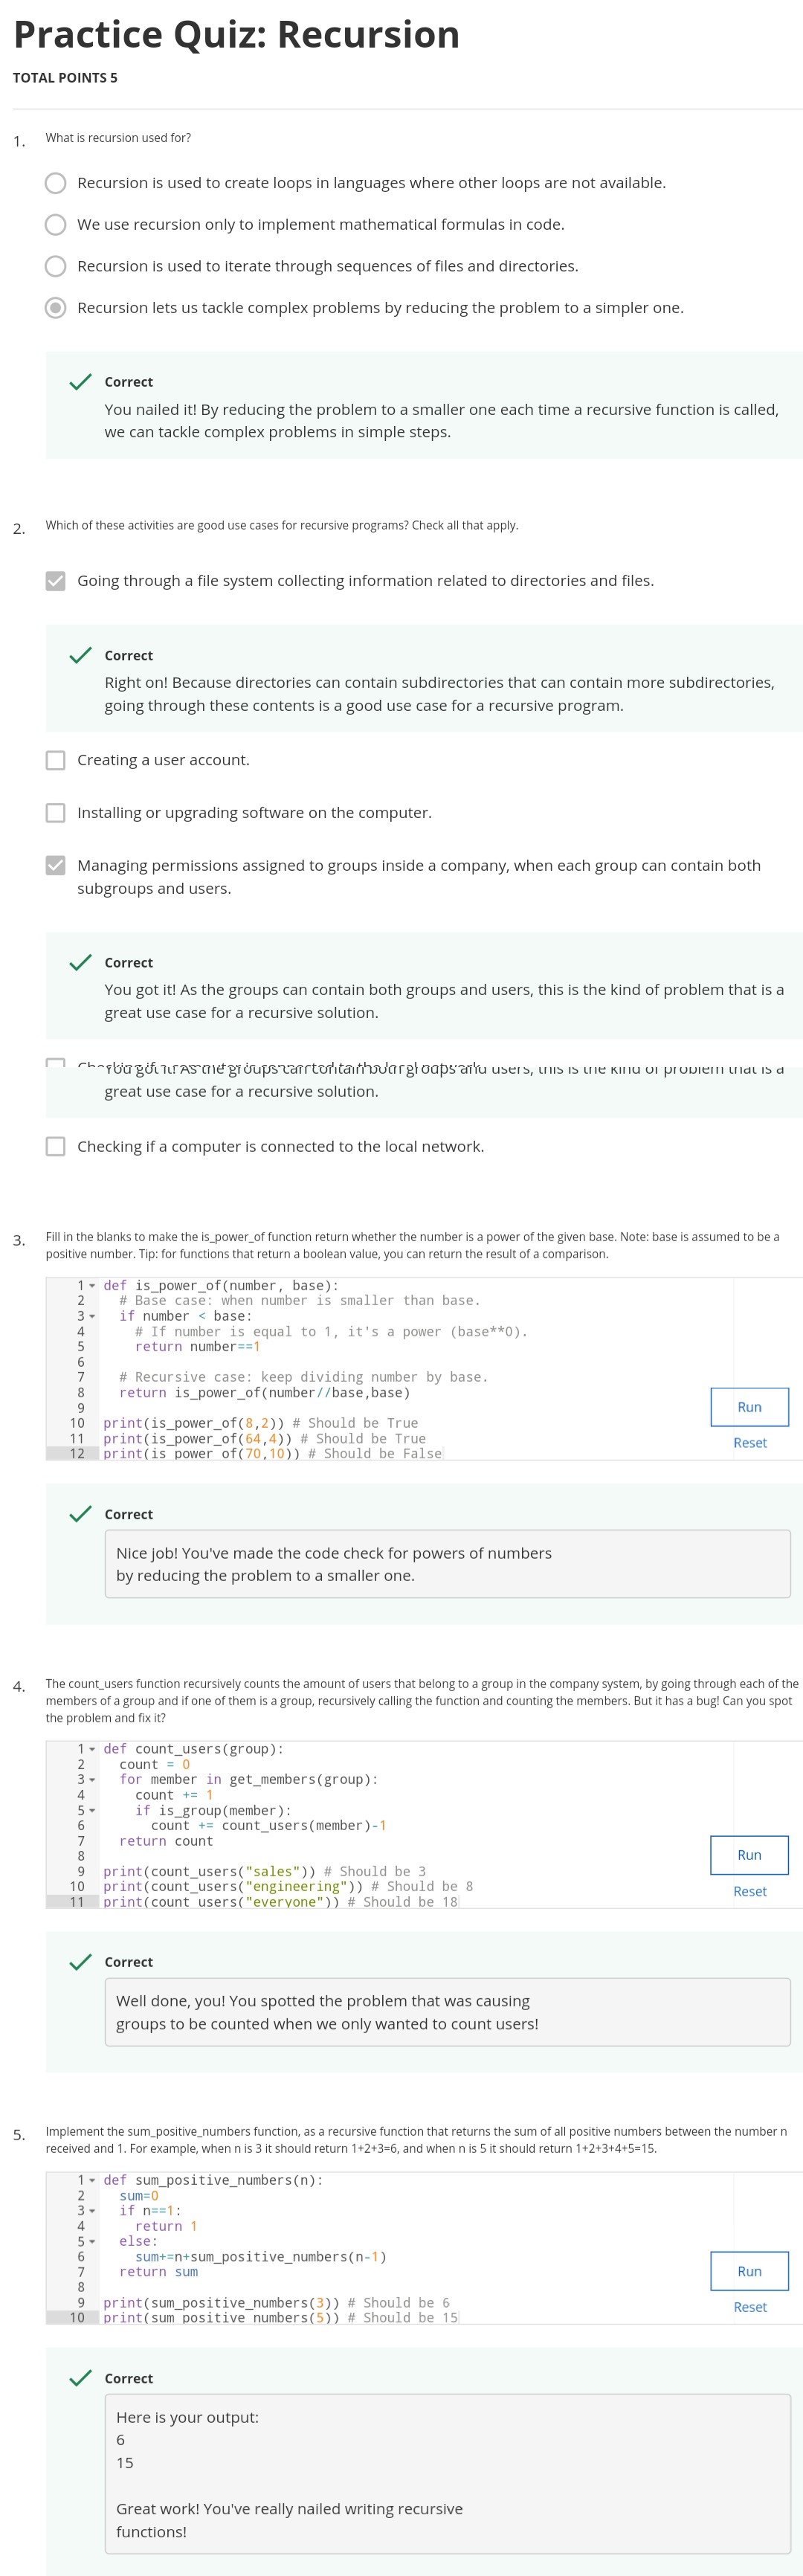 Practice Quiz: Recursion
TOTAL POINTS 5
1. What is recursion used for?
Recursion is used to create loops in languages where other loops are not available.
We use recursion only to implement mathematical formulas in code.
Recursion is used to iterate through sequences of files and directories.
Recursion lets us tackle complex problems by reducing the problem to a simpler one.
Correct
You nailed it! By reducing the problem to a smaller one each time a recursive function is called,
we can tackle complex problems in simple steps.
2. Which of these activities are good use cases for recursive programs? Check all that apply.
Going through a file system collecting information related to directories and files.
Correct
Right on! Because directories can contain subdirectories that can contain more subdirectories,
going through these contents is a good use case for a recursive program.
Creating a user account.
Installing or upgrading software on the computer.
Managing permissions assigned to groups inside a company, when each group can contain both
subgroups and users.
Correct
You got it! As the groups can contain both groups and users, this is the kind of problem that is a
great use case for a recursive solution.
great use case for a recursive solution.
Checking if a computer is connected to the local network.
3. Fill in the blanks to make the is_power_of function return whether the number is a power of the given base. Note: base is assumed to be a
positive number. Tip: for functions that return a boolean value, you can return the result of a comparison.
1 def is_power_of(number, base):
2   # Base case: when number is smaller than base.
3   if number < base:
4     # If number is equal to 1, it's a power (base**0).
5     return number==1
6
7   # Recursive case: keep dividing number by base.
8   return is_power_of(number//base,base)
9
10 print(is_power_of(8,2)) # Should be True
11 print(is_power_of(64,4)) # Should be True
12 print(is_power_of(70,10)) # Should be False
Run
Reset
Correct
Nice job! You've made the code check for powers of numbers
by reducing the problem to a smaller one.
4. The count_users function recursively counts the amount of users that belong to a group in the company system, by going through each of the
members of a group and if one of them is a group, recursively calling the function and counting the members. But it has a bug! Can you spot
the problem and fix it?
1 def count_users(group):
2   count = 0
3   for member in get_members(group):
4     count += 1
5     if is_group(member):
6       count += count_users(member)-1
7   return count
8
9 print(count_users("sales")) # Should be 3
10 print(count_users("engineering")) # Should be 8
11 print(count_users("everyone")) # Should be 18
Run
Reset
Correct
Well done, you! You spotted the problem that was causing
groups to be counted when we only wanted to count users!
5. Implement the sum_positive_numbers function, as a recursive function that returns the sum of all positive numbers between the number n
received and 1. For example, when n is 3 it should return 1+2+3=6, and when n is 5 it should return 1+2+3+4+5=15.
1 def sum_positive_numbers(n):
2   sum=0
3   if n==1:
4     return 1
5   else:
6     sum+=n+sum_positive_numbers(n-1)
7   return sum
8
9 print(sum_positive_numbers(3)) # Should be 6
10 print(sum_positive_numbers(5)) # Should be 15
Run
Reset
Correct
Here is your output:
6
15
Great work! You've really nailed writing recursive
functions!